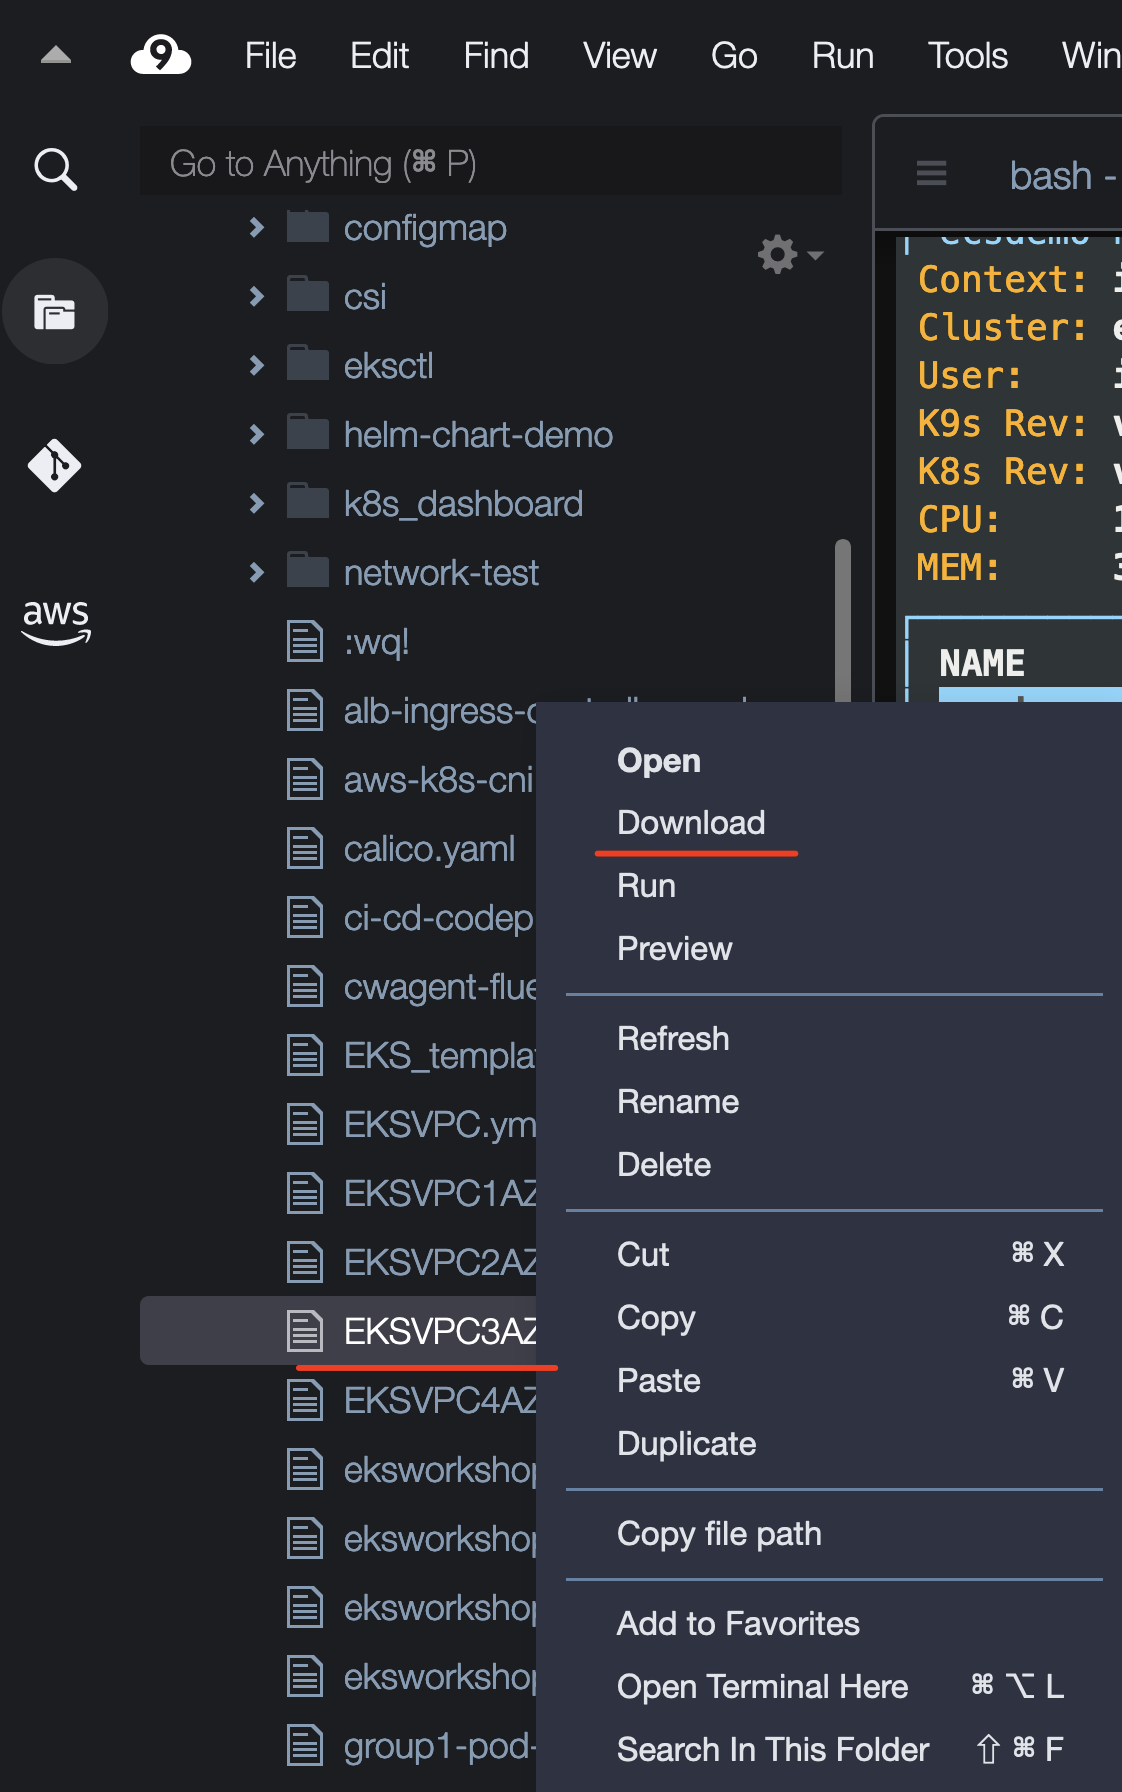 9 File Edit Find View Go Run Tools Win
Go to Anything (⌘ P)
bash -
configmap
csi
eksctl
helm-chart-demo
k8s_dashboard
network-test
:wq!
alb-ingress-
aws-k8s-cni
calico.yaml
ci-cd-codep
cwagent-flue
EKS_templat
EKSVPC.ym
EKSVPC1AZ
EKSVPC2AZ
EKSVPC3AZ
EKSVPC4AZ
eksworkshop
eksworkshop
eksworkshop
eksworkshop
group1-pod-
aws
ecsdemo
Context: i
Cluster: e
User: i
K9s Rev: v
K8s Rev: v
CPU: 1
MEM: 3
NAME
Open
Download
Run
Preview
Refresh
Rename
Delete
Cut ⌘ X
Copy ⌘ C
Paste ⌘ V
Duplicate
Copy file path
Add to Favorites
Open Terminal Here ⌘ ⌥ L
Search In This Folder ⇧ ⌘ F